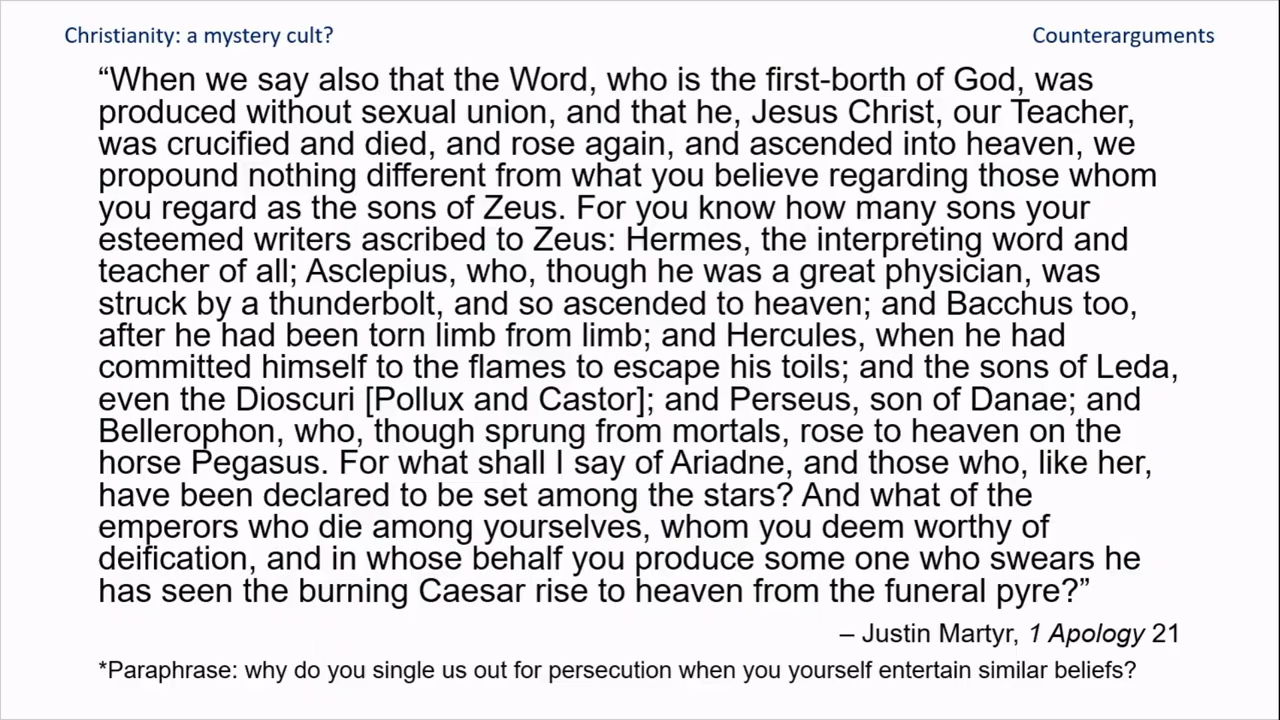 Christianity: a mystery cult?
Counterarguments
“When we say also that the Word, who is the first-borth of God, was
produced without sexual union, and that he, Jesus Christ, our Teacher,
was crucified and died, and rose again, and ascended into heaven, we
propound nothing different from what you believe regarding those whom
you regard as the sons of Zeus. For you know how many sons your
esteemed writers ascribed to Zeus: Hermes, the interpreting word and
teacher of all; Asclepius, who, though he was a great physician, was
struck by a thunderbolt, and so ascended to heaven; and Bacchus too,
after he had been torn limb from limb; and Hercules, when he had
committed himself to the flames to escape his toils; and the sons of Leda,
even the Dioscuri [Pollux and Castor]; and Perseus, son of Danae; and
Bellerophon, who, though sprung from mortals, rose to heaven on the
horse Pegasus. For what shall I say of Ariadne, and those who, like her,
have been declared to be set among the stars? And what of the
emperors who die among yourselves, whom you deem worthy of
deification, and in whose behalf you produce some one who swears he
has seen the burning Caesar rise to heaven from the funeral pyre?”
– Justin Martyr, 1 Apology 21
*Paraphrase: why do you single us out for persecution when you yourself entertain similar beliefs?